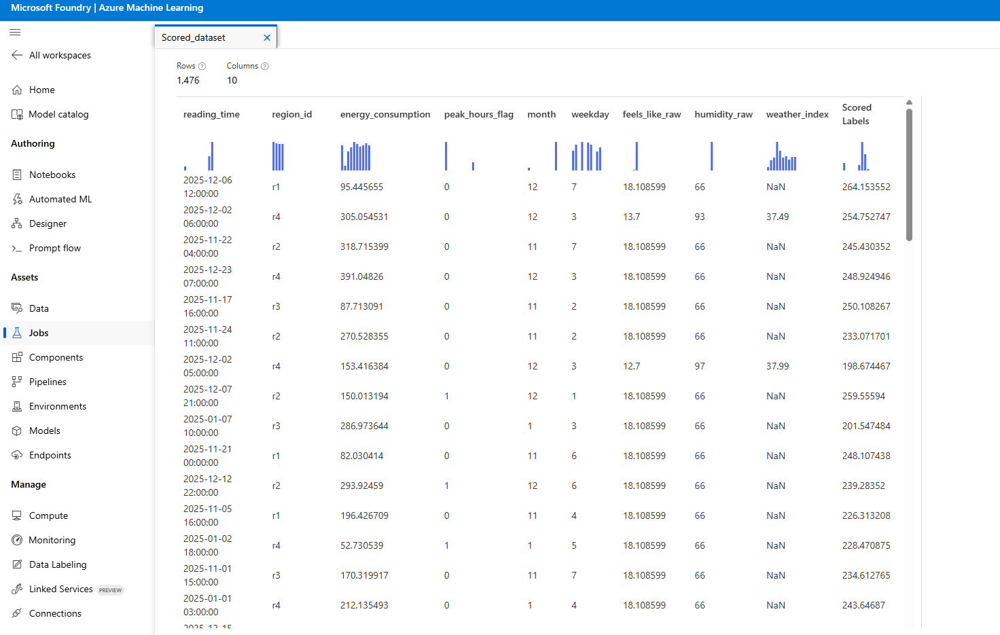 Microsoft Foundry | Azure Machine Learning
All workspaces
Home
Model catalog
Authoring
Notebooks
Automated ML
Designer
Prompt flow
Assets
Data
Jobs
Components
Pipelines
Environments
Models
Endpoints
Manage
Compute
Monitoring
Data Labeling
Linked Services PREVIEW
Connections
Scored_dataset
Rows Columns
1,476 10
reading_time region_id energy_consumption peak_hours_flag month weekday feels_like_raw humidity_raw weather_index Scored Labels
2025-12-06 12:00:00 r1 95.445655 0 12 7 18.108599 66 NaN 264.153552
2025-12-02 06:00:00 r4 305.054531 0 12 3 13.7 93 37.49 254.752747
2025-11-22 04:00:00 r2 318.715399 0 11 7 18.108599 66 NaN 245.430352
2025-12-23 07:00:00 r4 391.04826 0 12 3 18.108599 66 NaN 248.924946
2025-11-17 16:00:00 r3 87.713091 0 11 2 18.108599 66 NaN 250.108267
2025-11-24 11:00:00 r2 270.528355 0 11 2 18.108599 66 NaN 233.071701
2025-12-02 05:00:00 r4 153.416384 0 12 3 12.7 97 37.99 198.674467
2025-12-07 21:00:00 r2 150.013194 1 12 1 18.108599 66 NaN 259.55594
2025-01-07 10:00:00 r3 286.973644 0 1 3 18.108599 66 NaN 201.547484
2025-11-21 00:00:00 r1 82.030414 0 11 6 18.108599 66 NaN 248.107438
2025-12-12 22:00:00 r2 293.92459 1 12 6 18.108599 66 NaN 239.28352
2025-11-05 16:00:00 r1 196.426709 0 11 4 18.108599 66 NaN 226.313208
2025-01-02 18:00:00 r4 52.730539 1 1 5 18.108599 66 NaN 228.470875
2025-11-01 15:00:00 r3 170.319917 0 11 7 18.108599 66 NaN 234.612765
2025-01-01 03:00:00 r4 212.135493 0 1 4 18.108599 66 NaN 243.64687